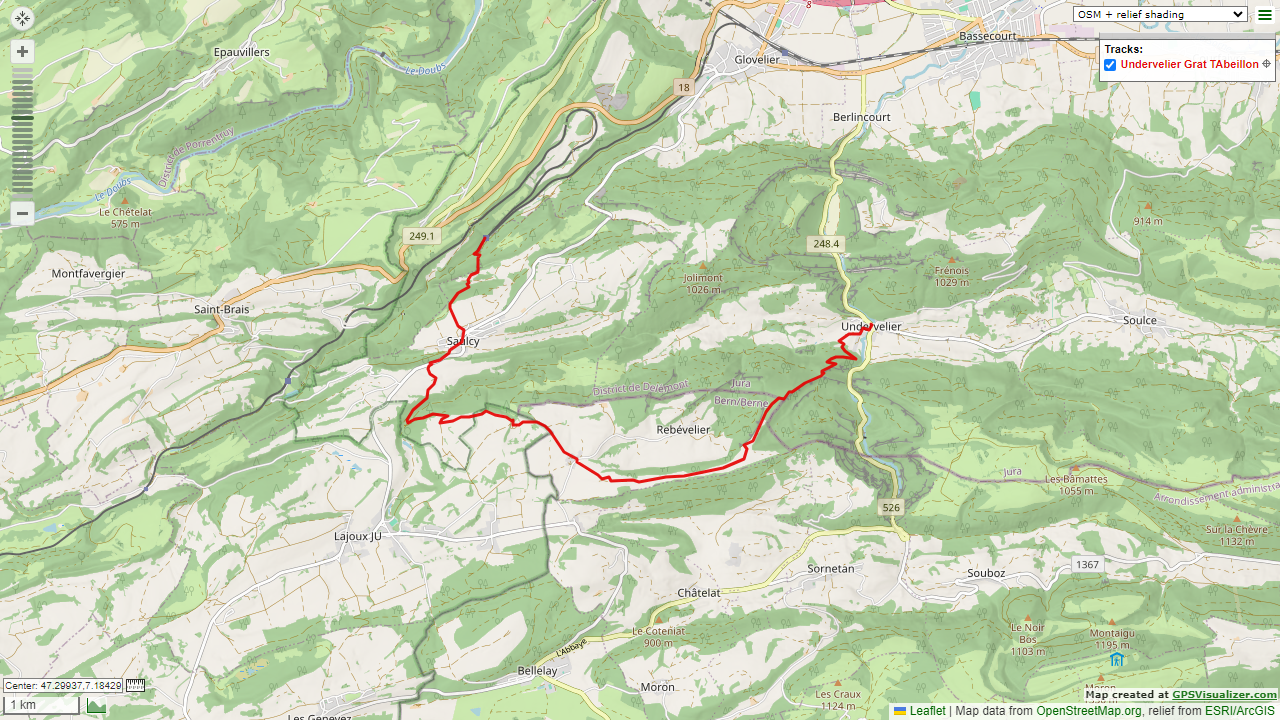 OSM + relief shading
Tracks:
Undervelier Grat TAbeillon
8
Bassecourt
Epauvillers
Glovelier
Le Doubs
18
Berlincourt
District de Porrentruy
Le Doubs
Le Chételat
575 m
914 m
249.1
248.4
Montfavergier
Jolimont
1026 m
Frénois
1029 m
Saint-Brais
Undervelier
Soulce
Saulcy
District de Delémont
Jura
Bern/Berne
Rebévelier
Jura
Les Bamattes
1055 m
Arrondissement administra
526
Sur la Chèvre
1132 m
Lajoux JU
1367
Sornetan
Souboz
Châtelat
Le Coteniat
900 m
Le Noir
Bos
1103 m
Montaigu
1195 m
L'Abbaye
Bellelay
Moron
Les Craux
1124 m
Moron
Les Genevez
Center: 47.29937,7.18429
1 km
Map created at GPSVisualizer.com
Leaflet | Map data from OpenStreetMap.org, relief from ESRI/ArcGIS